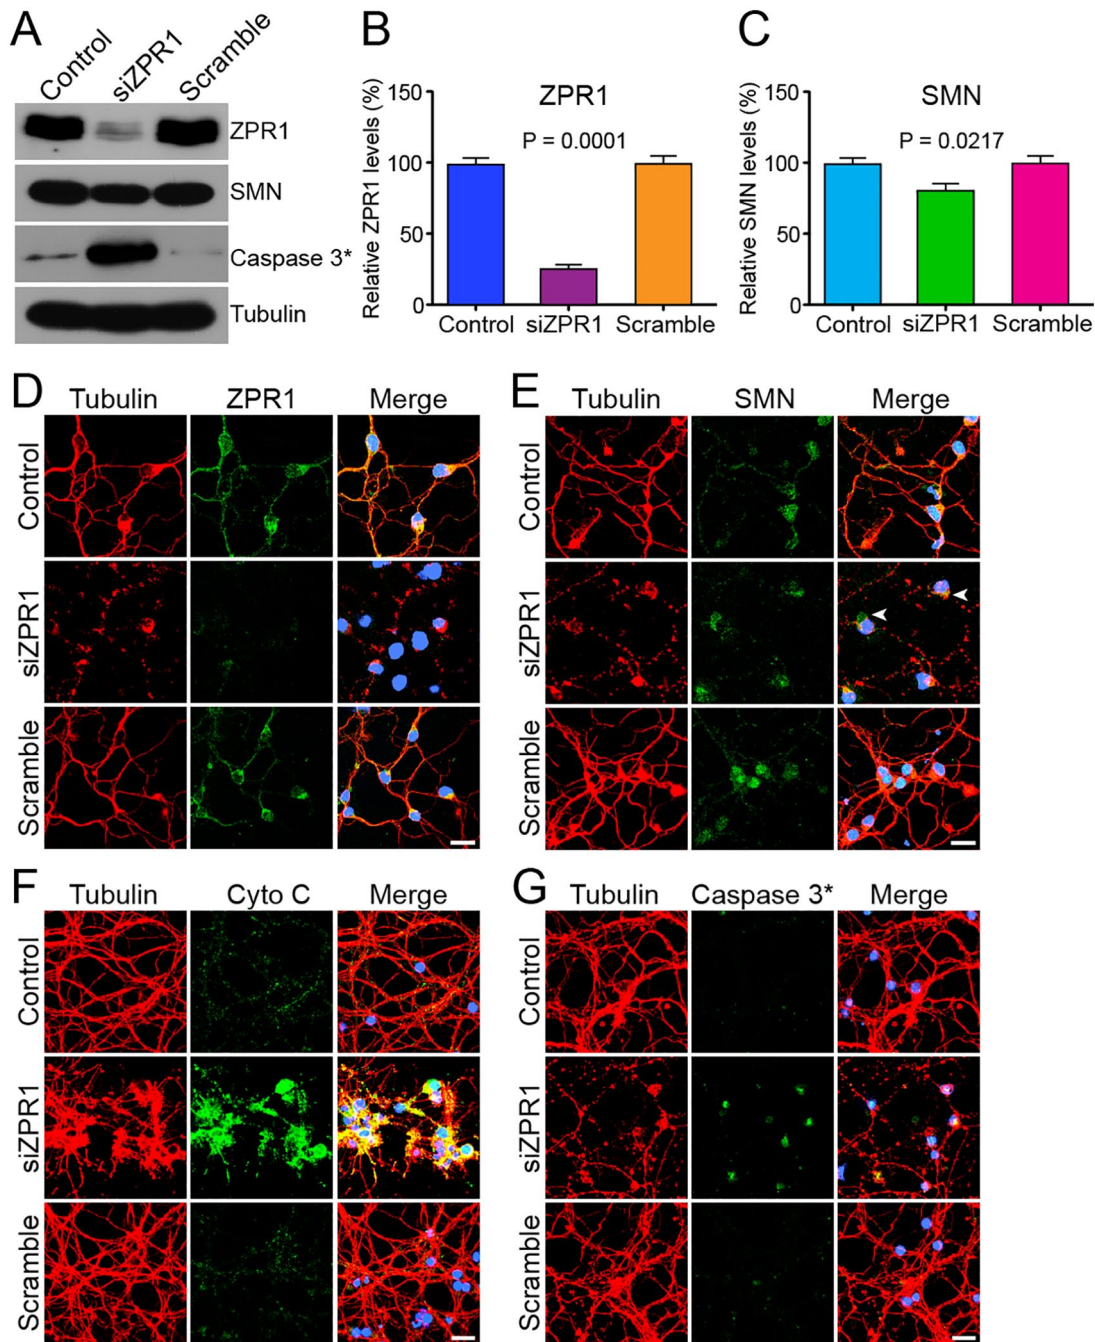 A
Control
siZPR1
Scramble
ZPR1
SMN
Caspase 3*
Tubulin
B
ZPR1
P = 0.0001
Relative ZPR1 levels (%)
150
100
50
0
Control siZPR1 Scramble
C
SMN
P = 0.0217
Relative SMN levels (%)
150
100
50
0
Control siZPR1 Scramble
D
Tubulin ZPR1 Merge
Control
siZPR1
Scramble
E
Tubulin SMN Merge
Control
siZPR1
Scramble
F
Tubulin Cyto C Merge
Control
siZPR1
Scramble
G
Tubulin Caspase 3* Merge
Control
siZPR1
Scramble